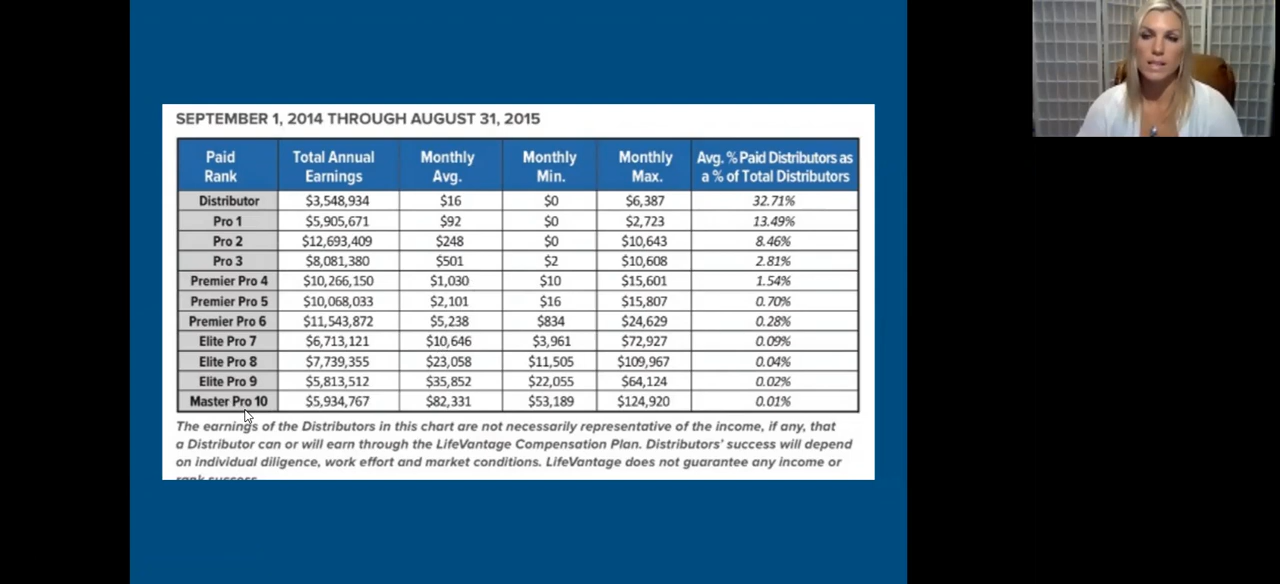 SEPTEMBER 1, 2014 THROUGH AUGUST 31, 2015
Paid Rank Total Annual Earnings Monthly Avg. Monthly Min. Monthly Max. Avg. % Paid Distributors as a % of Total Distributors
Distributor $3,548,934 $16 $0 $6,387 32.71%
Pro 1 $5,905,671 $92 $0 $2,723 13.49%
Pro 2 $12,693,409 $248 $0 $10,643 8.46%
Pro 3 $8,081,380 $501 $2 $10,608 2.81%
Premier Pro 4 $10,266,150 $1,030 $10 $15,601 1.54%
Premier Pro 5 $10,068,033 $2,101 $16 $15,807 0.70%
Premier Pro 6 $11,543,872 $5,238 $834 $24,629 0.28%
Elite Pro 7 $6,713,121 $10,646 $3,961 $72,927 0.09%
Elite Pro 8 $7,739,355 $23,058 $11,505 $109,967 0.04%
Elite Pro 9 $5,813,512 $35,852 $22,055 $64,124 0.02%
Master Pro 10 $5,934,767 $82,331 $53,189 $124,920 0.01%
The earnings of the Distributors in this chart are not necessarily representative of the income, if any, that
a Distributor can or will earn through the LifeVantage Compensation Plan. Distributors' success will depend
on individual diligence, work effort and market conditions. LifeVantage does not guarantee any income or
rank success.